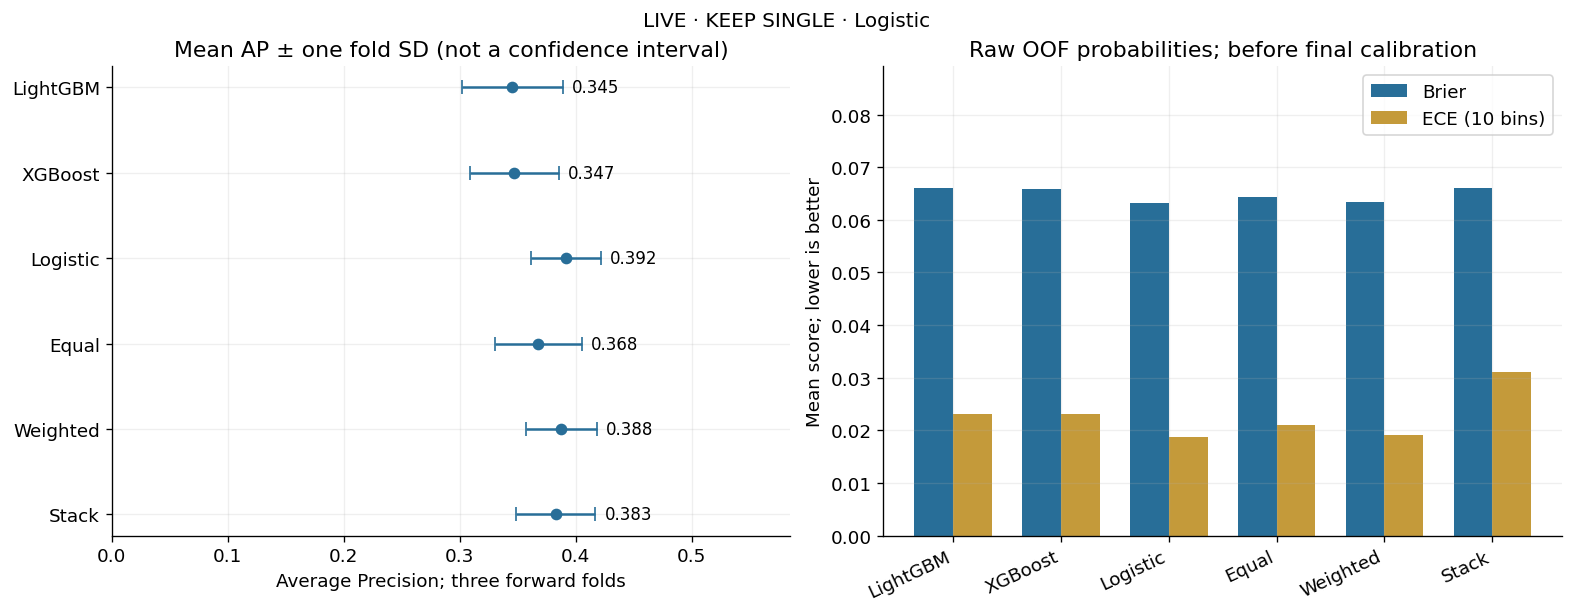 LIVE · KEEP SINGLE · Logistic
Mean AP ± one fold SD (not a confidence interval)
LightGBM
0.345
XGBoost
0.347
Logistic
0.392
Equal
0.368
Weighted
0.388
Stack
0.383
0.0
0.1
0.2
0.3
0.4
0.5
Average Precision; three forward folds
Raw OOF probabilities; before final calibration
Brier
ECE (10 bins)
Mean score; lower is better
0.08
0.07
0.06
0.05
0.04
0.03
0.02
0.01
0.00
LightGBM
XGBoost
Logistic
Equal
Weighted
Stack